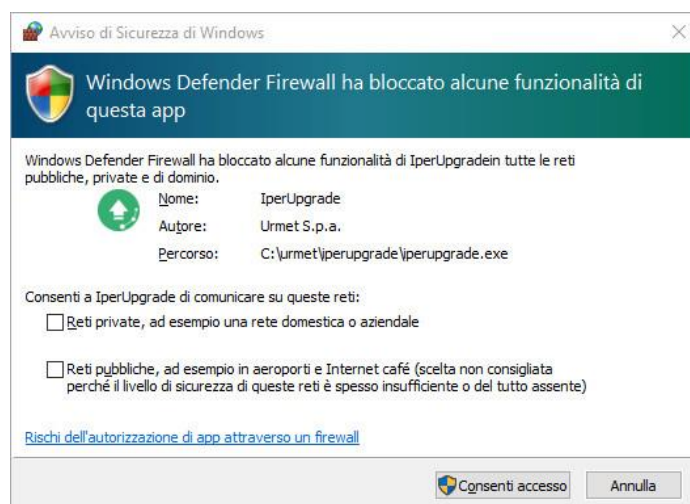 Avviso di Sicurezza di Windows
Windows Defender Firewall ha bloccato alcune funzionalità di
questa app
Windows Defender Firewall ha bloccato alcune funzionalità di IperUpgradein tutte le reti
pubbliche, private e di dominio.
Nome: IperUpgrade
Autore: Urmet S.p.a.
Percorso: C:\urmet\iperupgrade\iperupgrade.exe
Consenti a IperUpgrade di comunicare su queste reti:
Reti private, ad esempio una rete domestica o aziendale
Reti pubbliche, ad esempio in aeroporti e Internet café (scelta non consigliata
perché il livello di sicurezza di queste reti è spesso insufficiente o del tutto assente)
Rischi dell'autorizzazione di app attraverso un firewall
Consenti accesso Annulla